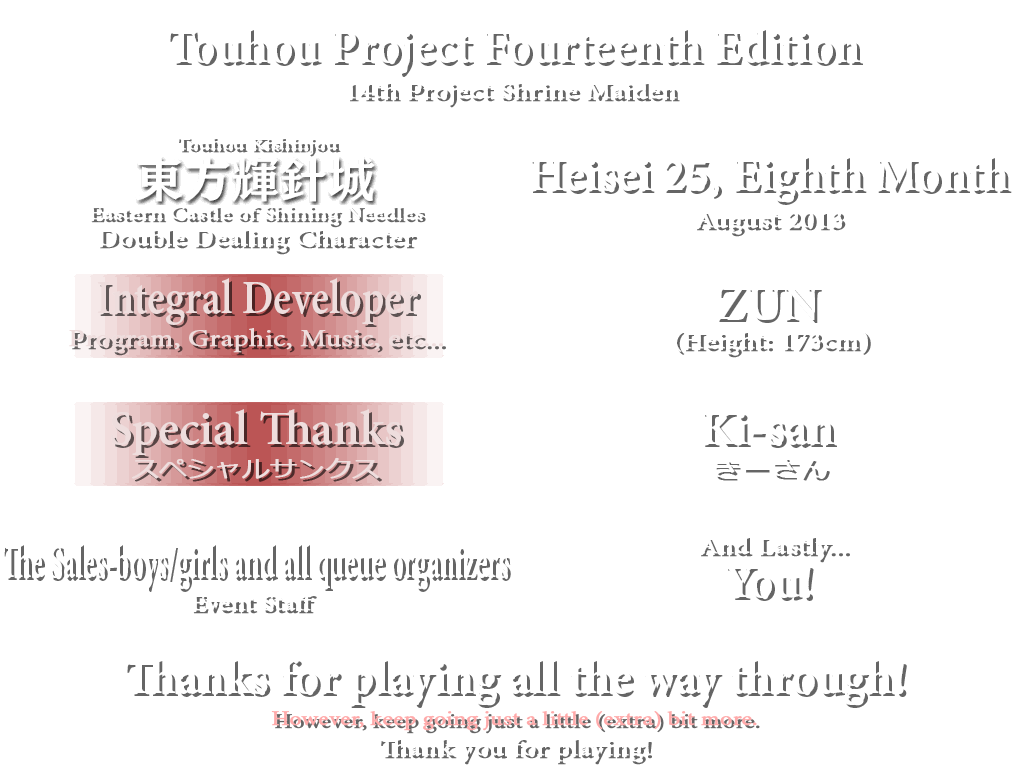 Touhou Project Fourteenth Edition
14th Project Shrine Maiden
Touhou Kishinjou
東方輝針城
Eastern Castle of Shining Needles
Double Dealing Character
Heisei 25, Eighth Month
August 2013
Integral Developer
Program, Graphic, Music, etc...
ZUN
(Height: 173cm)
Special Thanks
スペシャルサンクス
Ki-san
きーさん
The Sales-boys/girls and all queue organizers
Event Staff
And Lastly...
You!
Thanks for playing all the way through!
However, keep going just a little (extra) bit more.
Thank you for playing!